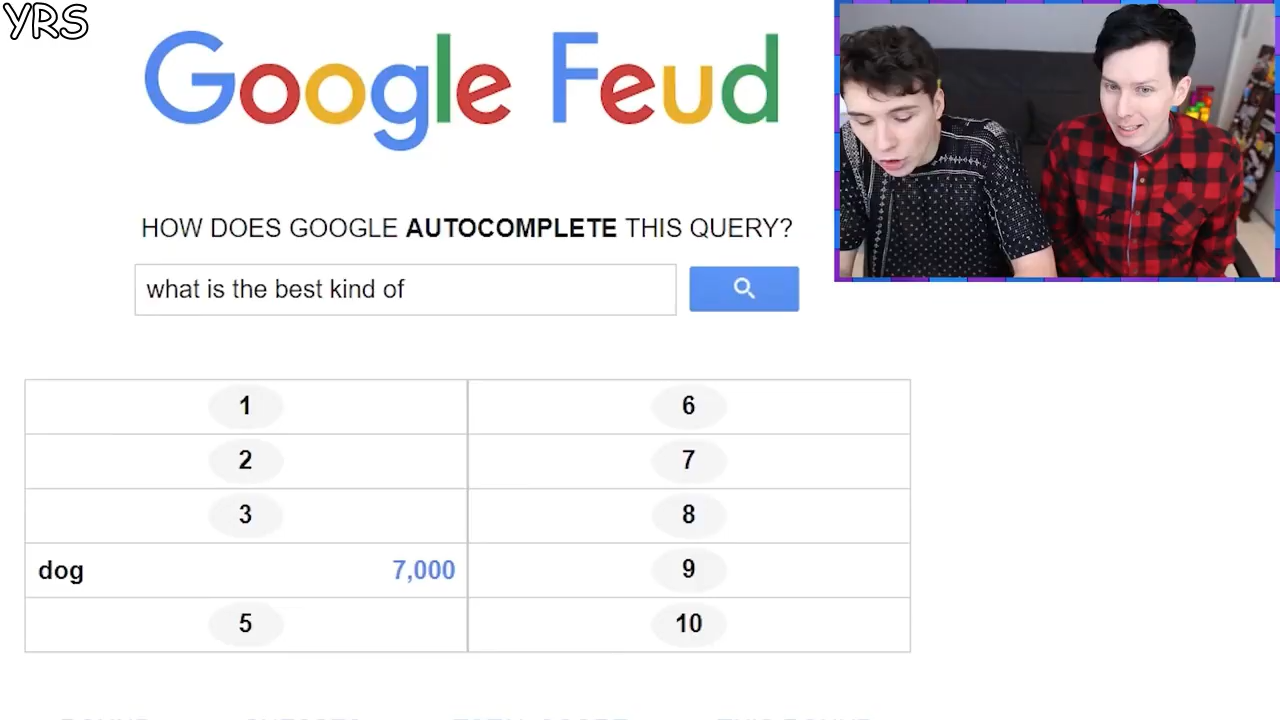 YRS
Google Feud
HOW DOES GOOGLE AUTOCOMPLETE THIS QUERY?
what is the best kind of
1
2
3
dog 7,000
5
6
7
8
9
10